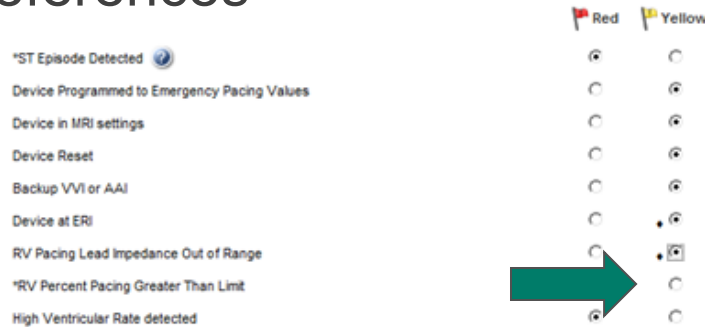 Red Yellow
*ST Episode Detected ?
Device Programmed to Emergency Pacing Values
Device in MRI settings
Device Reset
Backup VVI or AAI
Device at ERI
RV Pacing Lead Impedance Out of Range
*RV Percent Pacing Greater Than Limit
High Ventricular Rate detected